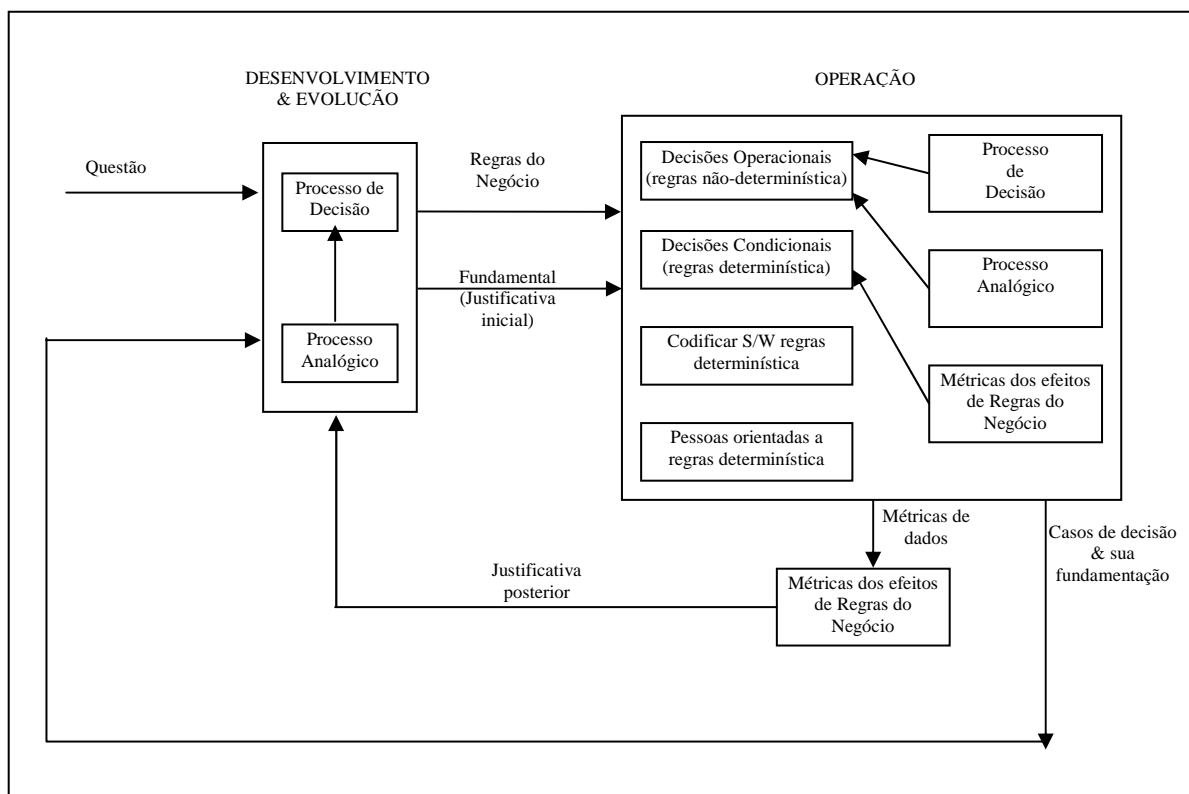 DESENVOLVIMENTO
& EVOLUCÃO
OPERAÇÃO
Questão
Processo de
Decisão
Processo
Analógico
Regras do
Negócio
Fundamental
(Justificativa
inicial)
Decisões Operacionais
(regras não-determinística)
Decisões Condicionais
(regras determinística)
Codificar S/W regras
determinística
Pessoas orientadas a
regras determinística
Processo
de
Decisão
Processo
Analógico
Métricas dos efeitos
de Regras do
Negócio
Métricas de
dados
Casos de decisão
& sua
fundamentação
Justificativa
posterior
Métricas dos efeitos
de Regras do
Negócio